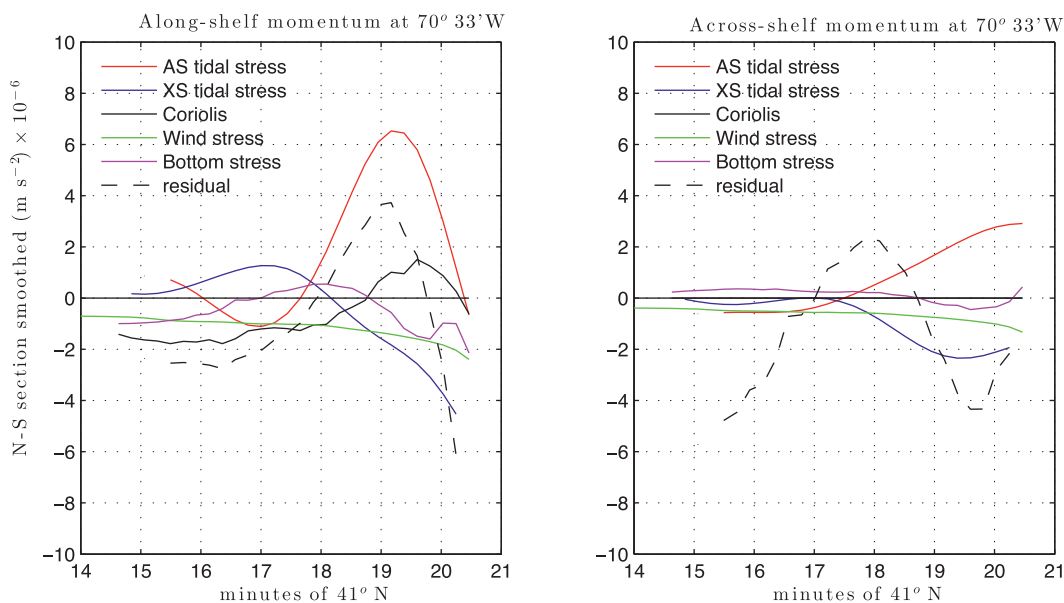 Along-shelf momentum at 70° 33'W
N-S section smoothed (m s⁻²) × 10⁻⁶
10
8
6
4
2
0
−2
−4
−6
−8
−10
AS tidal stress
XS tidal stress
Coriolis
Wind stress
Bottom stress
residual
14 15 16 17 18 19 20 21
minutes of 41° N
Across-shelf momentum at 70° 33'W
10
8
6
4
2
0
−2
−4
−6
−8
−10
AS tidal stress
XS tidal stress
Coriolis
Wind stress
Bottom stress
residual
14 15 16 17 18 19 20 21
minutes of 41° N